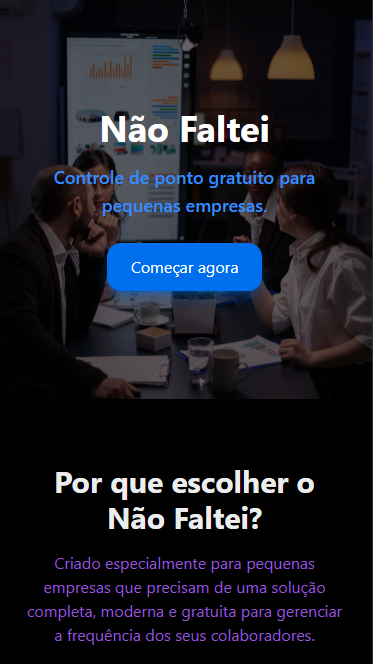 Não Faltei
Controle de ponto gratuito para
pequenas empresas.
Começar agora
Por que escolher o
Não Faltei?
Criado especialmente para pequenas
empresas que precisam de uma solução
completa, moderna e gratuita para gerenciar
a frequência dos seus colaboradores.